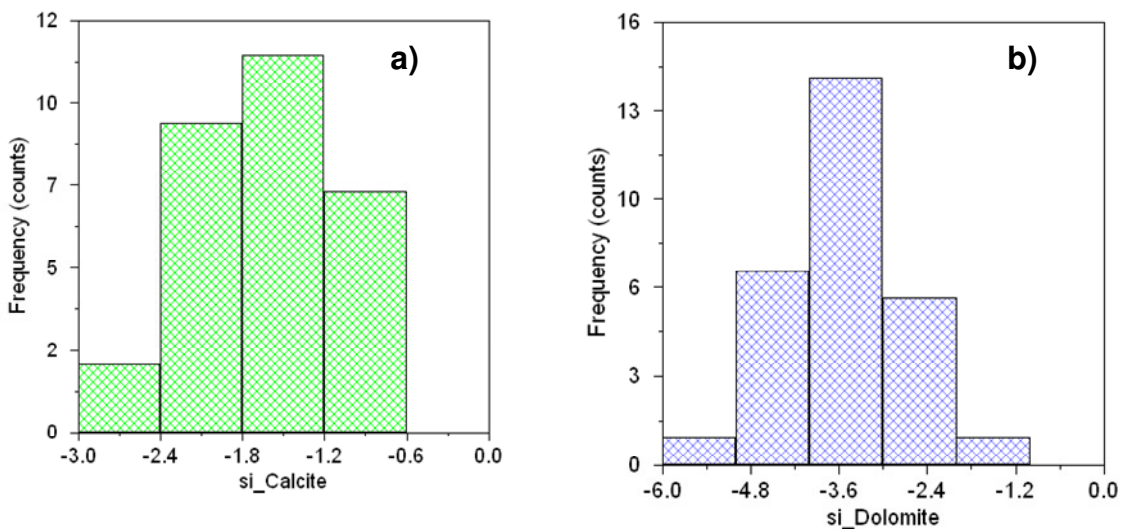 a)
Frequency (counts)
12
10
7
5
2
0
-3.0 -2.4 -1.8 -1.2 -0.6 0.0
si_Calcite
b)
Frequency (counts)
16
13
10
6
3
0
-6.0 -4.8 -3.6 -2.4 -1.2 0.0
si_Dolomite